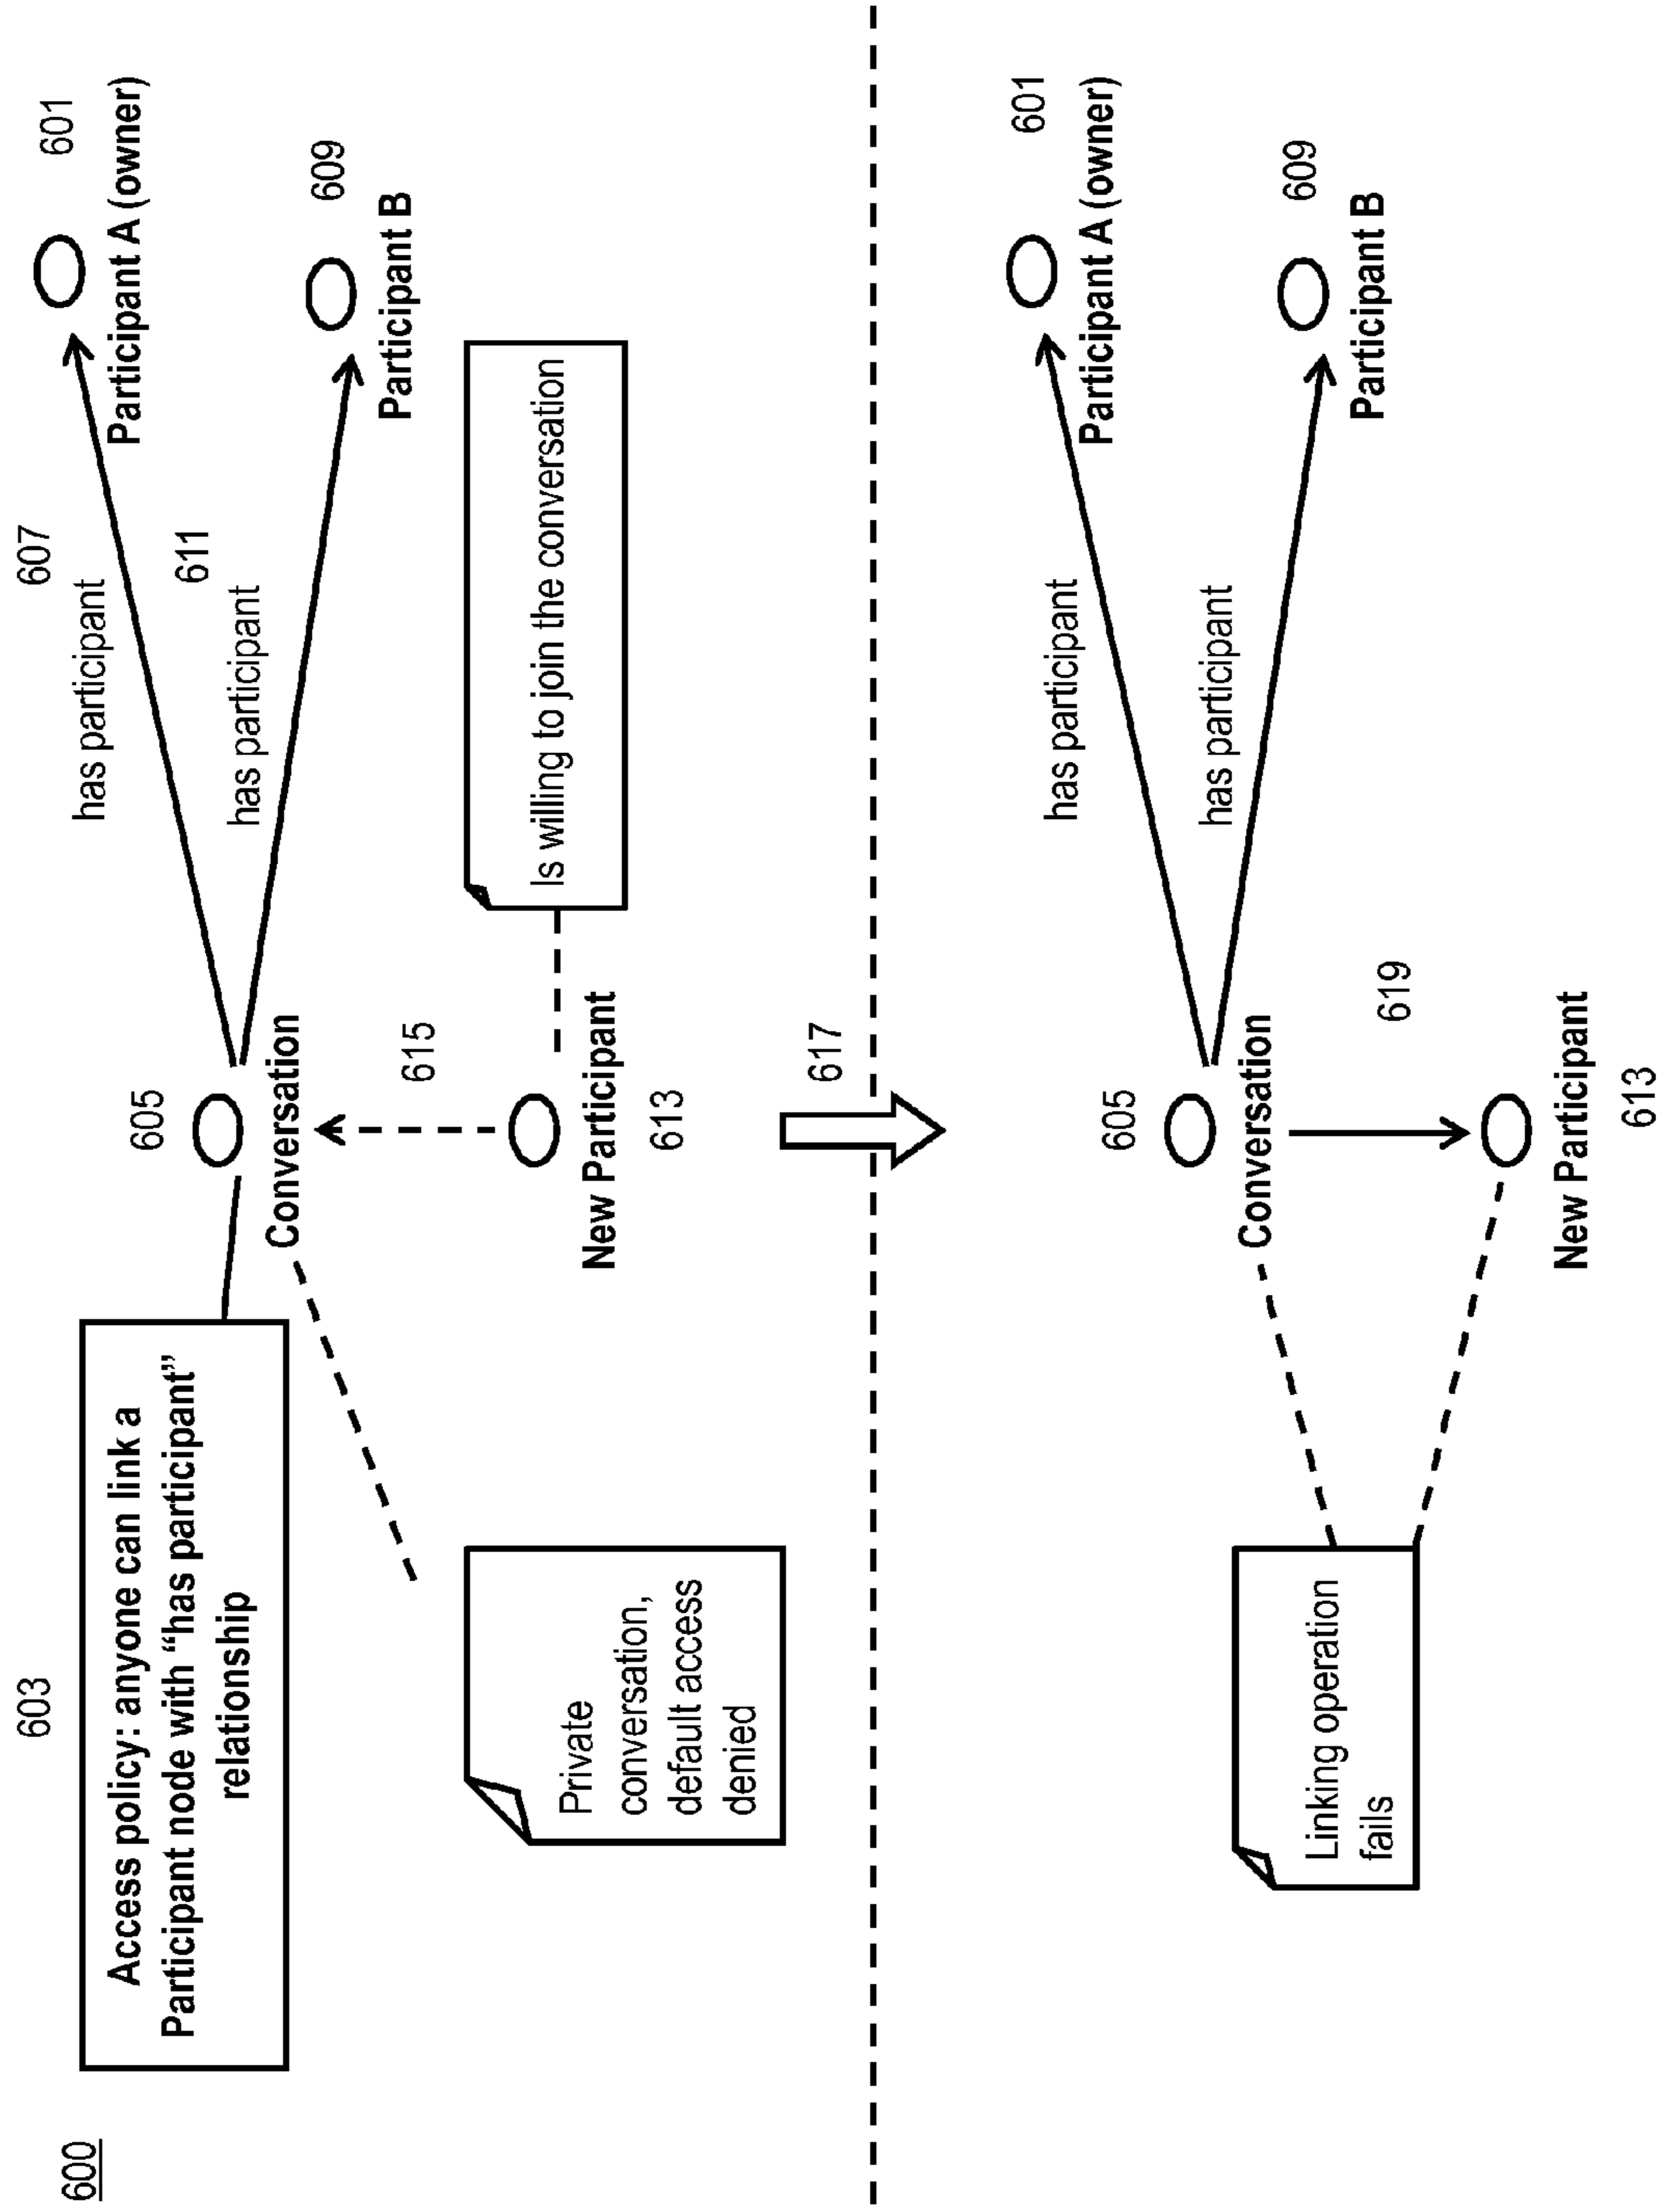 600
603
Access policy: anyone can link a
Participant node with “has participant”
relationship
605
Conversation
607
has participant
611
has participant
601
Participant A (owner)
609
Participant B
Private
conversation,
default access
denied
615
New Participant
613
Is willing to join the conversation
617
605
Conversation
has participant
has participant
601
Participant A (owner)
609
Participant B
619
Linking operation
fails
New Participant
613